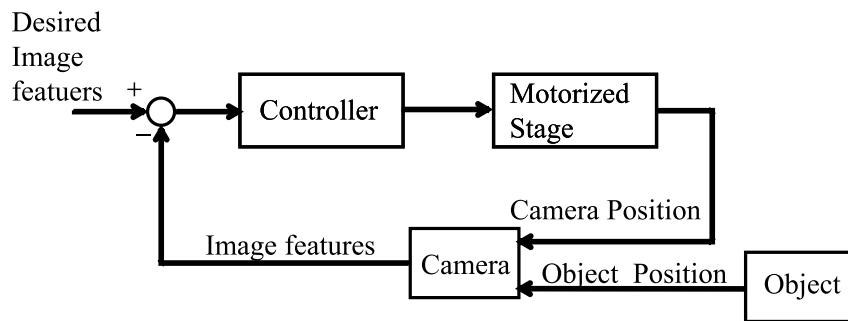 Desired
Image
featuers
+
−
Controller
Motorized
Stage
Camera Position
Image features
Camera
Object Position
Object